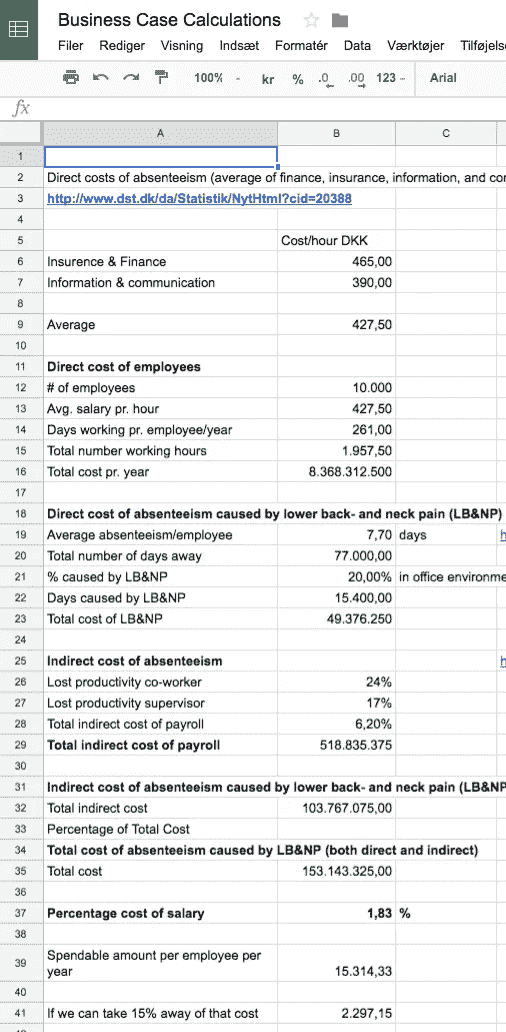 Business Case Calculations
Filer Rediger Visning Indsæt Formatér Data Værktøjer Tilføjels
100% kr % .0 .00 123 Arial
fx
A B C
1
2 Direct costs of absenteeism (average of finance, insurance, information, and cor
3 http://www.dst.dk/da/Statistik/NytHtml?cid=20388
4
5 Cost/hour DKK
6 Insurence & Finance 465,00
7 Information & communication 390,00
8
9 Average 427,50
10
11 Direct cost of employees
12 # of employees 10.000
13 Avg. salary pr. hour 427,50
14 Days working pr. employee/year 261,00
15 Total number working hours 1.957,50
16 Total cost pr. year 8.368.312.500
17
18 Direct cost of absenteeism caused by lower back- and neck pain (LB&NP)
19 Average absenteeism/employee 7,70 days h
20 Total number of days away 77.000,00
21 % caused by LB&NP 20,00% in office environme
22 Days caused by LB&NP 15.400,00
23 Total cost of LB&NP 49.376.250
24
25 Indirect cost of absenteeism h
26 Lost productivity co-worker 24%
27 Lost productivity supervisor 17%
28 Total indirect cost of payroll 6,20%
29 Total indirect cost of payroll 518.835.375
30
31 Indirect cost of absenteeism caused by lower back- and neck pain (LB&NP
32 Total indirect cost 103.767.075,00
33 Percentage of Total Cost
34 Total cost of absenteeism caused by LB&NP (both direct and indirect)
35 Total cost 153.143.325,00
36
37 Percentage cost of salary 1,83 %
38
39 Spendable amount per employee per
year 15.314,33
40
41 If we can take 15% away of that cost 2.297,15